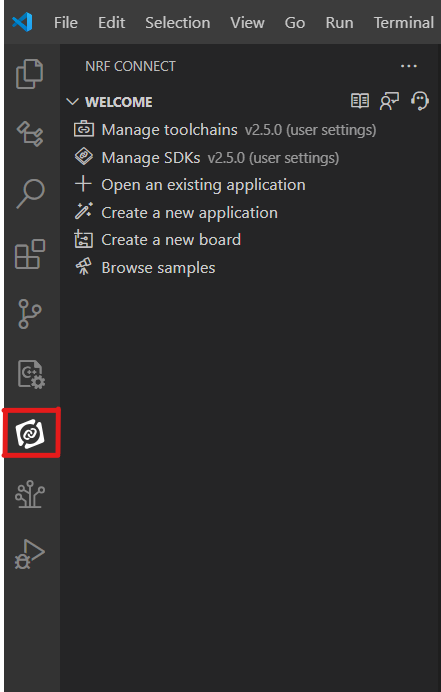 File Edit Selection View Go Run Terminal
NRF CONNECT
WELCOME
Manage toolchains v2.5.0 (user settings)
Manage SDKs v2.5.0 (user settings)
Open an existing application
Create a new application
Create a new board
Browse samples